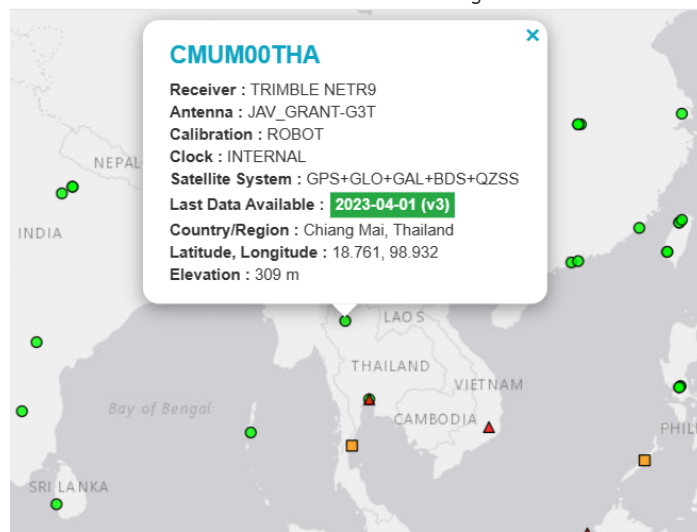 ×
CMUM00THA
Receiver : TRIMBLE NETR9
Antenna : JAV_GRANT-G3T
Calibration : ROBOT
Clock : INTERNAL
Satellite System : GPS+GLO+GAL+BDS+QZSS
Last Data Available : 2023-04-01 (v3)
Country/Region : Chiang Mai, Thailand
Latitude, Longitude : 18.761, 98.932
Elevation : 309 m
NEPAL
INDIA
LAOS
THAILAND
VIETNAM
Bay of Bengal
CAMBODIA
PHIL
SRI LANKA